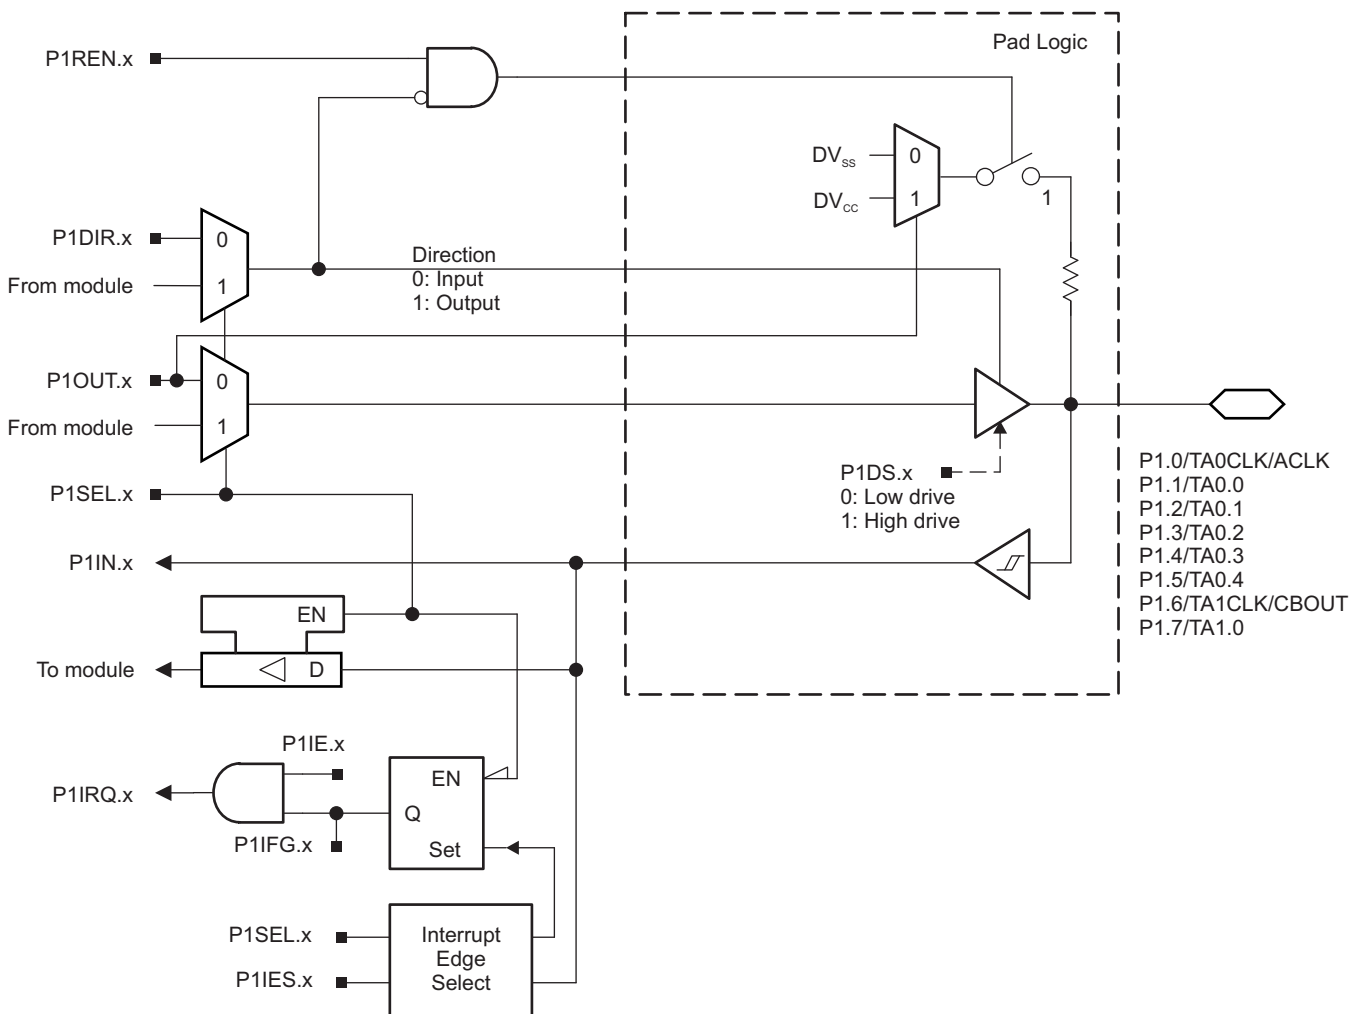 Pad Logic
P1REN.x
DVSS
0
DVCC
1
1
P1DIR.x
0
From module
1
Direction
0: Input
1: Output
P1OUT.x
0
From module
1
P1DS.x
0: Low drive
1: High drive
P1.0/TA0CLK/ACLK
P1.1/TA0.0
P1.2/TA0.1
P1.3/TA0.2
P1.4/TA0.3
P1.5/TA0.4
P1.6/TA1CLK/CBOUT
P1.7/TA1.0
P1SEL.x
P1IN.x
EN
To module
D
P1IE.x
P1IRQ.x
P1IFG.x
EN
Q
Set
P1SEL.x
P1IES.x
Interrupt
Edge
Select